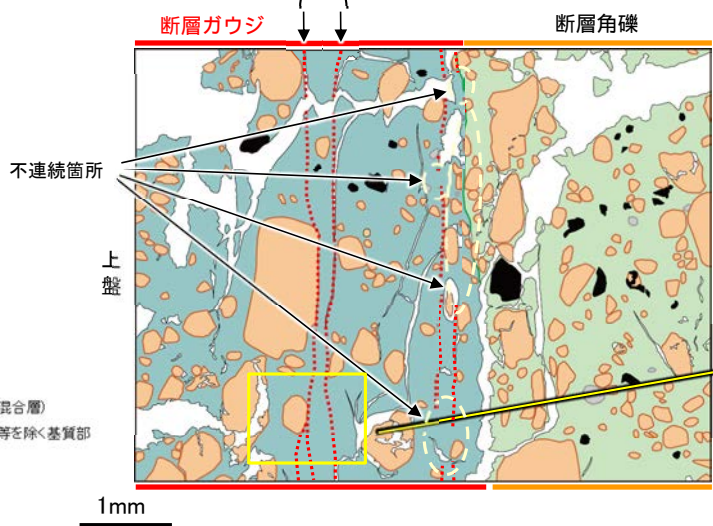 断層ガウジ
断層角礫
不連続箇所
上盤
混合層)
等を除く基質部
1mm